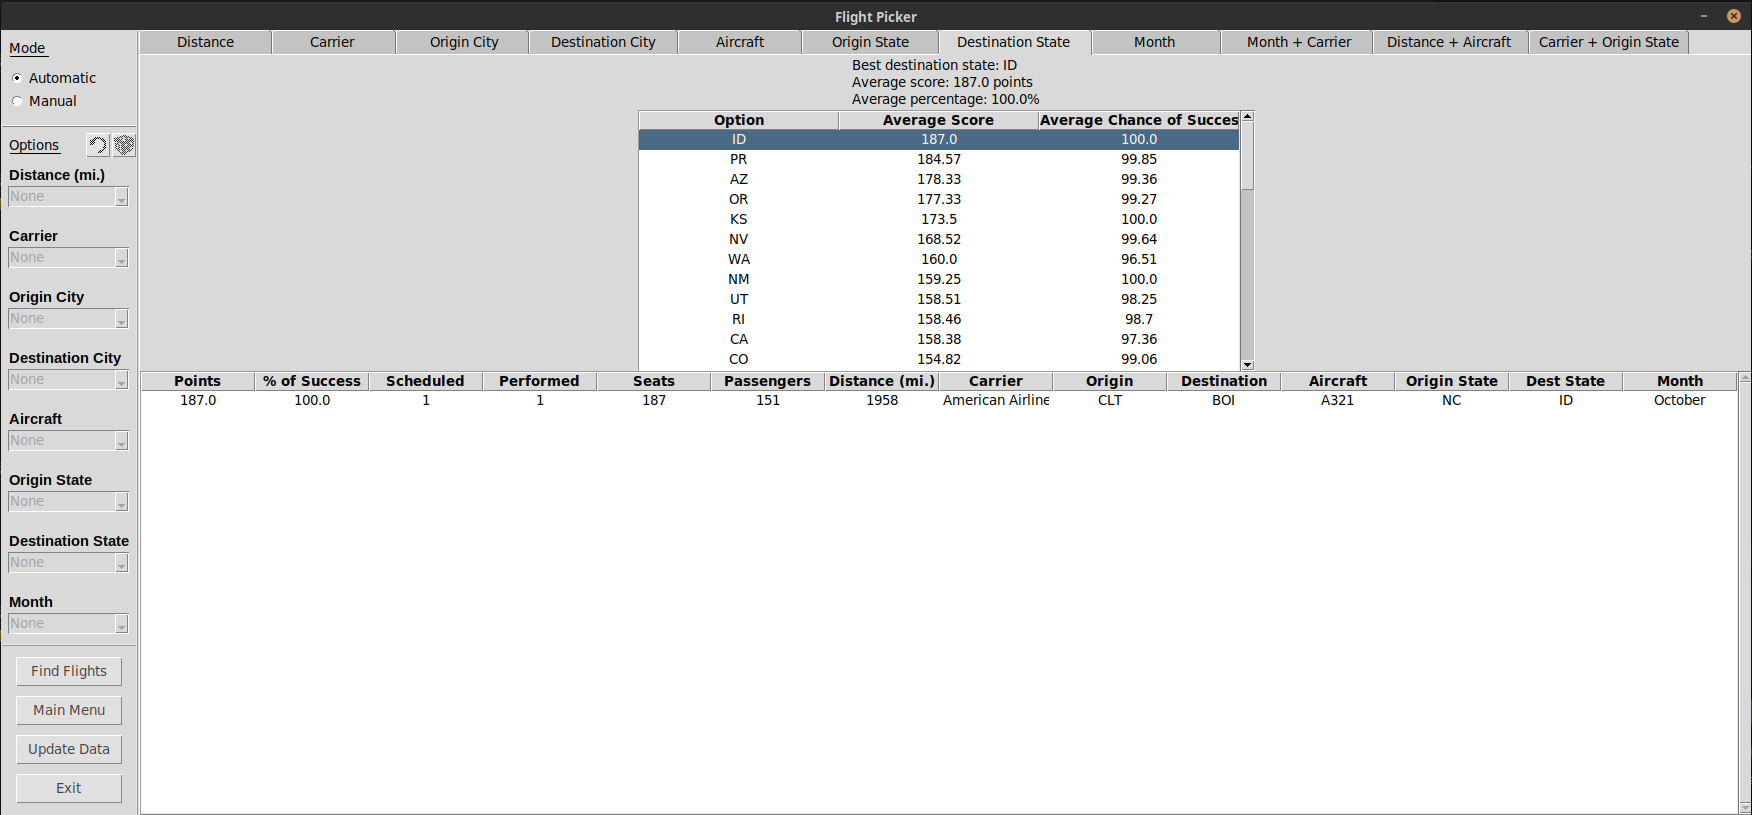 Flight Picker
Mode
Automatic
Manual
Options
Distance (mi.)
None
Carrier
None
Origin City
None
Destination City
None
Aircraft
None
Origin State
None
Destination State
None
Month
None
Find Flights
Main Menu
Update Data
Exit
Distance Carrier Origin City Destination City Aircraft Origin State Destination State Month Month + Carrier Distance + Aircraft Carrier + Origin State
Best destination state: ID
Average score: 187.0 points
Average percentage: 100.0%
Option Average Score Average Chance of Succes
ID 187.0 100.0
PR 184.57 99.85
AZ 178.33 99.36
OR 177.33 99.27
KS 173.5 100.0
NV 168.52 99.64
WA 160.0 96.51
NM 159.25 100.0
UT 158.51 98.25
RI 158.46 98.7
CA 158.38 97.36
CO 154.82 99.06
Points % of Success Scheduled Performed Seats Passengers Distance (mi.) Carrier Origin Destination Aircraft Origin State Dest State Month
187.0 100.0 1 1 187 151 1958 American Airline CLT BOI A321 NC ID October